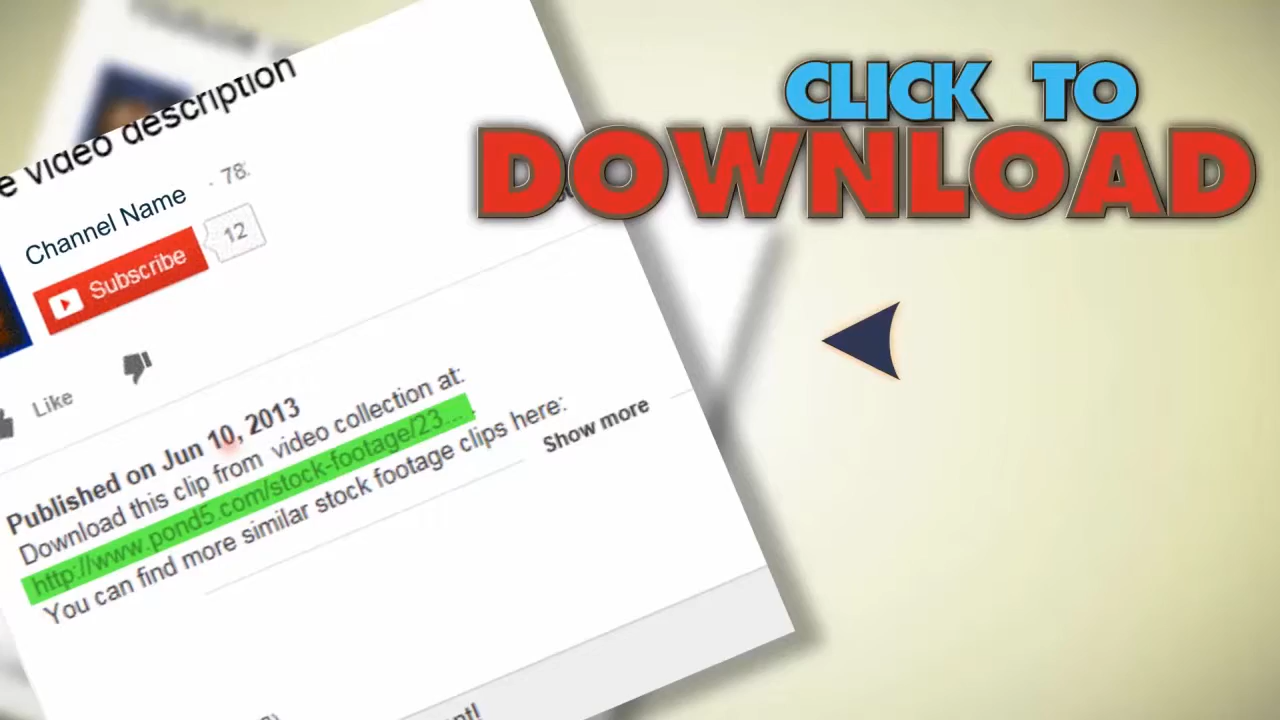 CLICK TO
DOWNLOAD
e video description
Channel Name
· 78
Subscribe
12
Like
Published on Jun 10, 2013
Download this clip from video collection at:
http://www.pond5.com/stock-footage/23...
You can find more similar stock footage clips here:
Show more